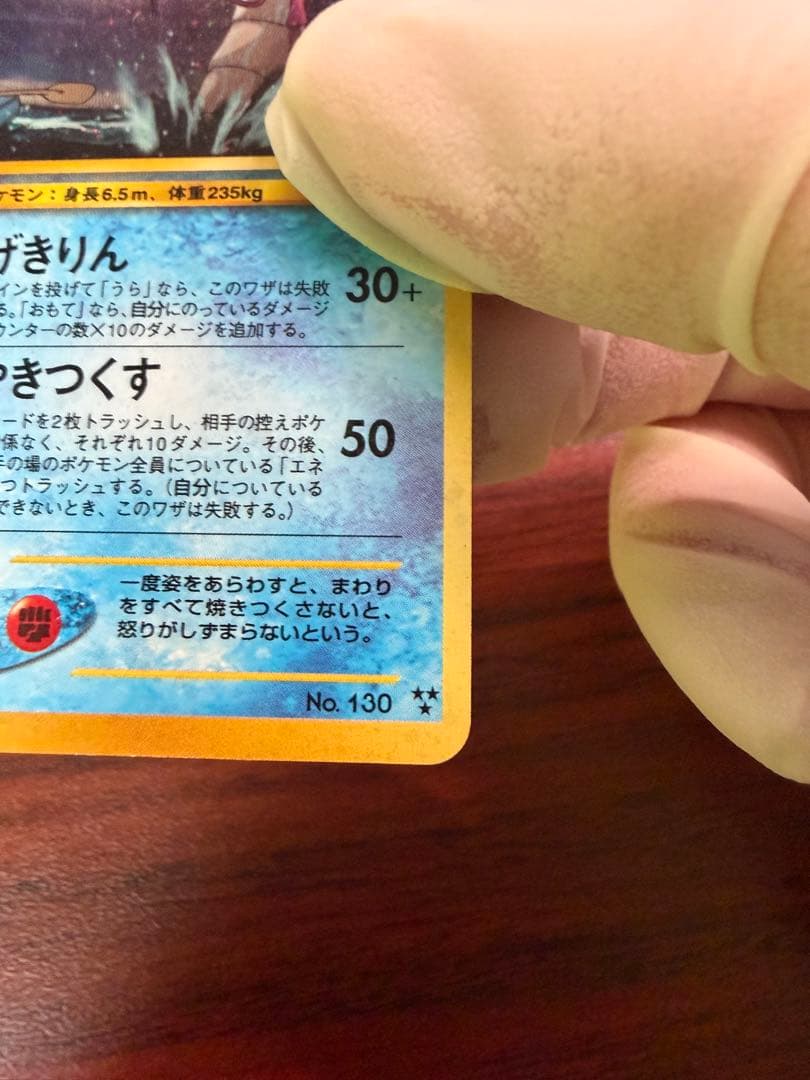 ケモン：身長6.5m、体重235kg
げきりん 30+
インを投げて「うら」なら、このワザは失敗
る。「おもて」なら、自分にのっているダメージ
ウンターの数×10のダメージを追加する。
やきつくす 50
ードを2枚トラッシュし、相手の控えポケ
係なく、それぞれ10ダメージ。その後、
手の場のポケモン全員についている「エネ
つトラッシュする。（自分についている
できないとき、このワザは失敗する。）
一度姿をあらわすと、まわり
をすべて焼きつくさないと、
怒りがしずまらないという。
No. 130 ★★★